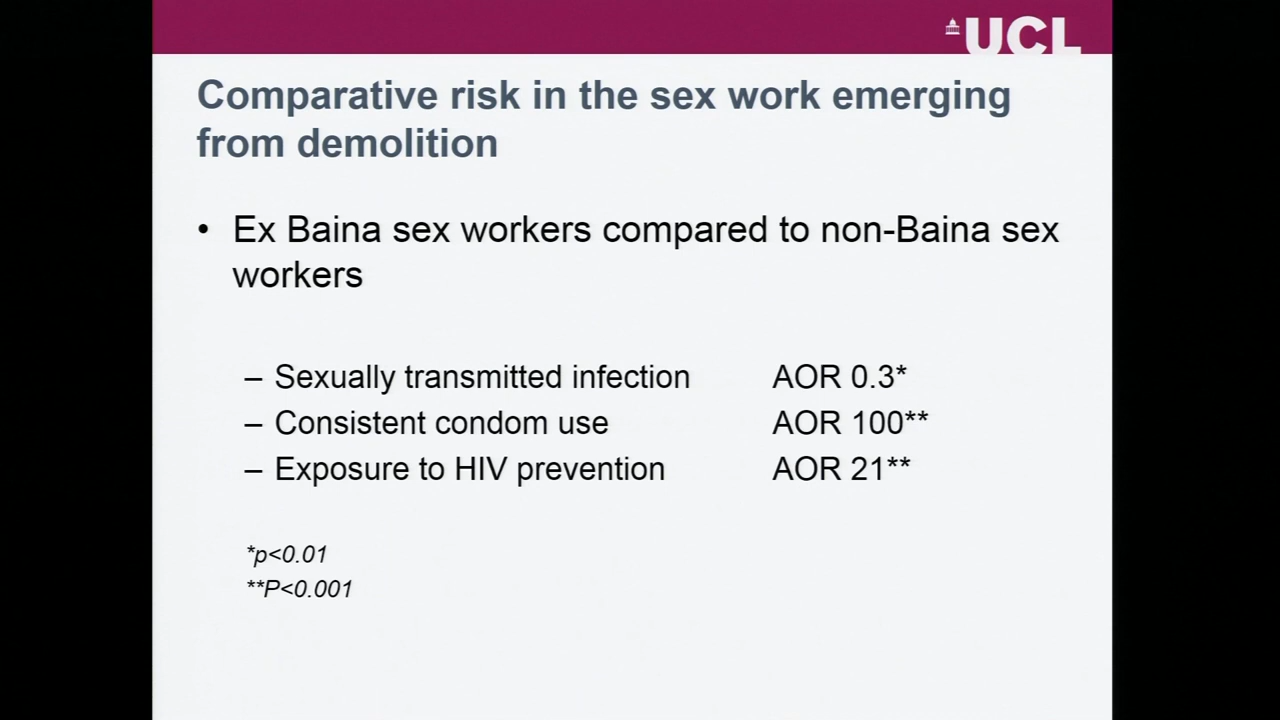 UCL
Comparative risk in the sex work emerging
from demolition
• Ex Baina sex workers compared to non-Baina sex
workers
– Sexually transmitted infection AOR 0.3*
– Consistent condom use AOR 100**
– Exposure to HIV prevention AOR 21**
*p<0.01
**P<0.001